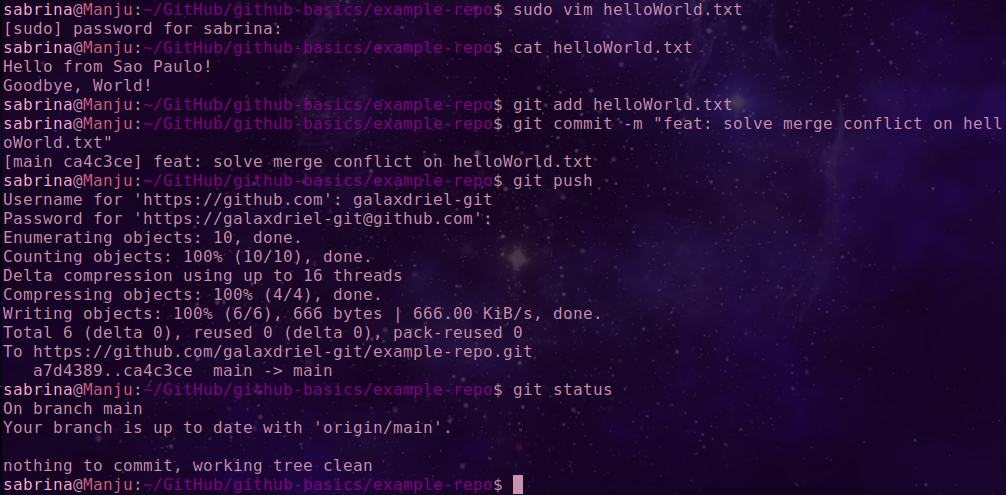 sabrina@Manju:~/GitHub/github-basics/example-repo$ sudo vim helloWorld.txt
[sudo] password for sabrina:
sabrina@Manju:~/GitHub/github-basics/example-repo$ cat helloWorld.txt
Hello from Sao Paulo!
Goodbye, World!
sabrina@Manju:~/GitHub/github-basics/example-repo$ git add helloWorld.txt
sabrina@Manju:~/GitHub/github-basics/example-repo$ git commit -m "feat: solve merge conflict on hell
oWorld.txt"
[main ca4c3ce] feat: solve merge conflict on helloWorld.txt
sabrina@Manju:~/GitHub/github-basics/example-repo$ git push
Username for 'https://github.com': galaxdriel-git
Password for 'https://galaxdriel-git@github.com':
Enumerating objects: 10, done.
Counting objects: 100% (10/10), done.
Delta compression using up to 16 threads
Compressing objects: 100% (4/4), done.
Writing objects: 100% (6/6), 666 bytes | 666.00 KiB/s, done.
Total 6 (delta 0), reused 0 (delta 0), pack-reused 0
To https://github.com/galaxdriel-git/example-repo.git
   a7d4389..ca4c3ce  main -> main
sabrina@Manju:~/GitHub/github-basics/example-repo$ git status
On branch main
Your branch is up to date with 'origin/main'.

nothing to commit, working tree clean
sabrina@Manju:~/GitHub/github-basics/example-repo$